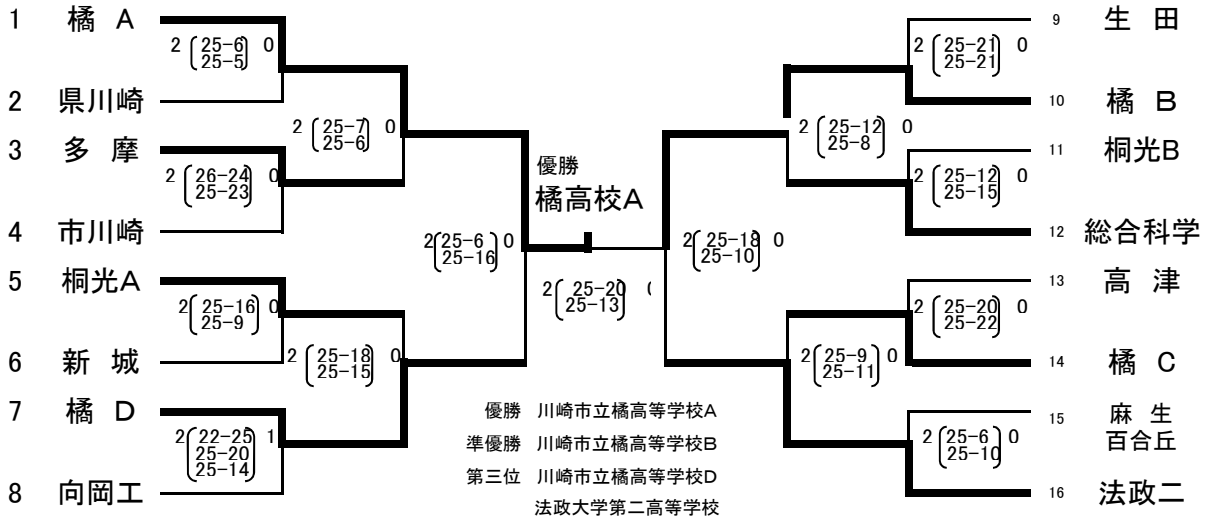 1 橘 A
2 (25-6 25-5) 0
2 県川崎
2 (25-7 25-6) 0
3 多 摩
2 (26-24 25-23) 0
4 市川崎
2 (25-6 25-16) 0
5 桐光A
2 (25-16 25-9) 0
6 新 城
2 (25-18 25-15) 0
7 橘 D
2 (22-25 25-20 25-14) 1
8 向岡工
優勝
橘高校A
2 (25-20 25-13) 0
優勝 川崎市立橘高等学校A
準優勝 川崎市立橘高等学校B
第三位 川崎市立橘高等学校D
法政大学第二高等学校
9 生 田
2 (25-21 25-21) 0
10 橘 B
2 (25-12 25-8) 0
11 桐光B
2 (25-12 25-15) 0
12 総合科学
2 (25-18 25-10) 0
13 高 津
2 (25-20 25-22) 0
14 橘 C
2 (25-9 25-11) 0
15 麻 生
百合丘
2 (25-6 25-10) 0
16 法政二